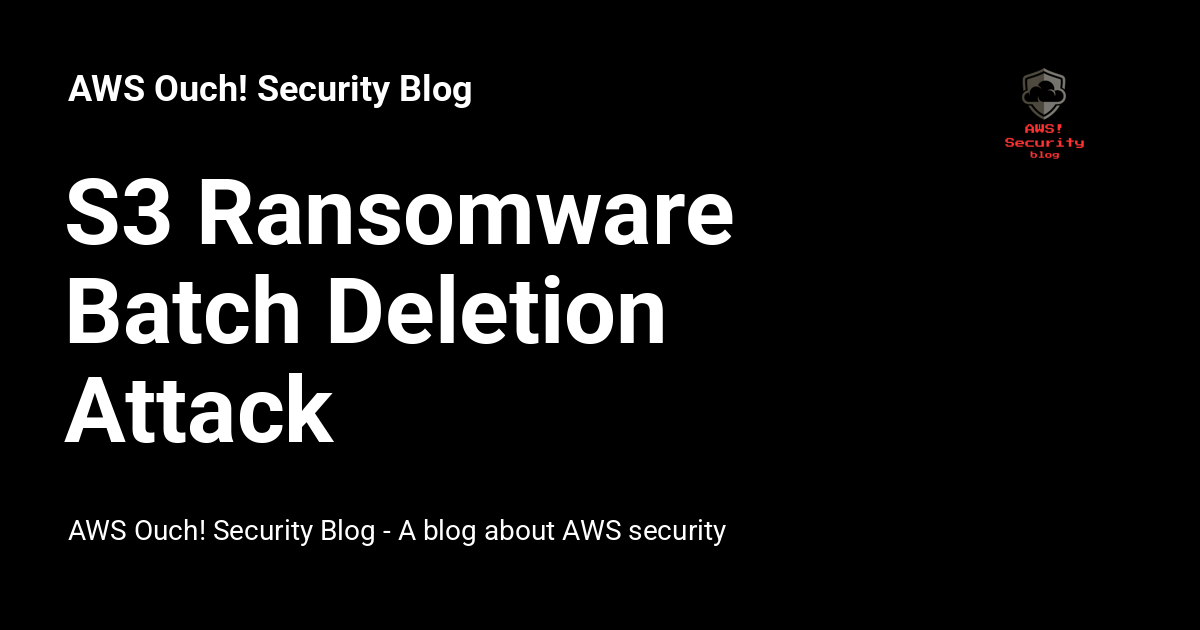 AWS Ouch! Security Blog
AWS!
Security
blog
S3 Ransomware
Batch Deletion
Attack
AWS Ouch! Security Blog - A blog about AWS security